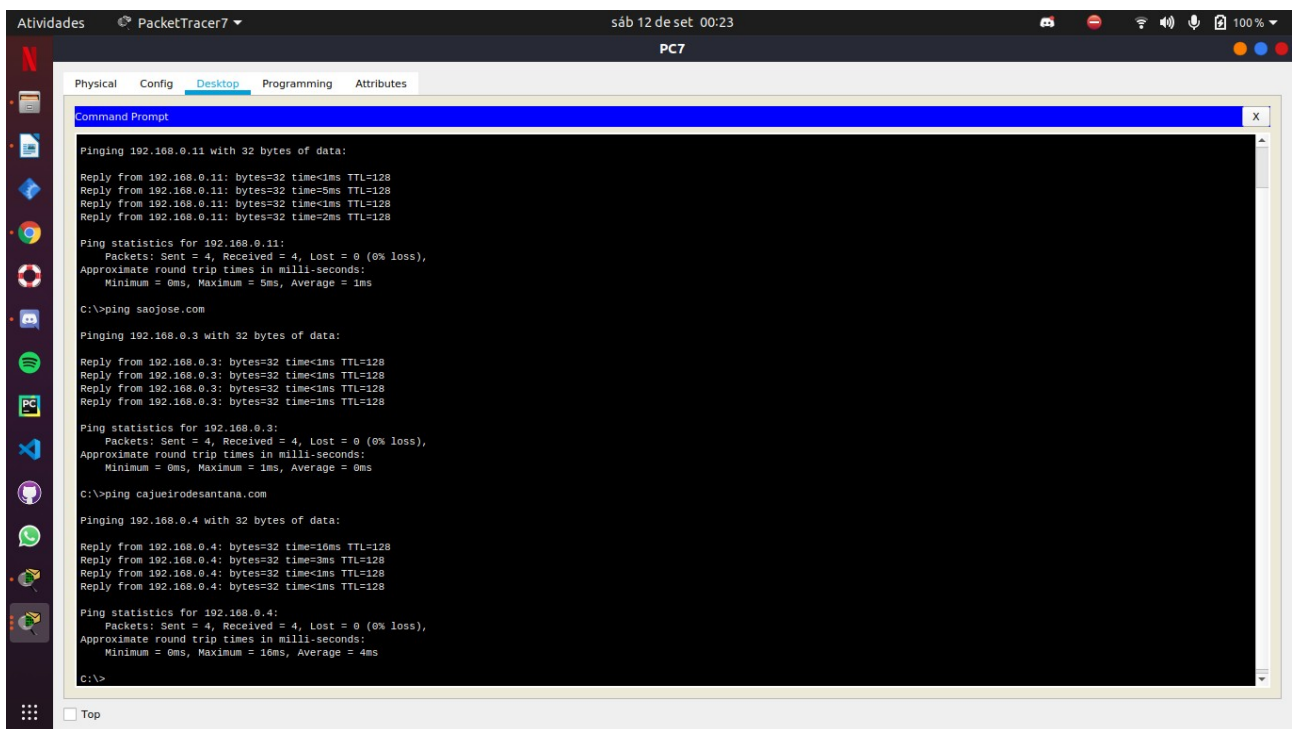 Atividades PacketTracer7 sáb 12 de set 00:23 100 %
PC7
Physical Config Desktop Programming Attributes
Command Prompt X
Pinging 192.168.0.11 with 32 bytes of data:
Reply from 192.168.0.11: bytes=32 time<1ms TTL=128
Reply from 192.168.0.11: bytes=32 time=5ms TTL=128
Reply from 192.168.0.11: bytes=32 time<1ms TTL=128
Reply from 192.168.0.11: bytes=32 time=2ms TTL=128
Ping statistics for 192.168.0.11:
Packets: Sent = 4, Received = 4, Lost = 0 (0% loss),
Approximate round trip times in milli-seconds:
Minimum = 0ms, Maximum = 5ms, Average = 1ms
C:\>ping saojose.com
Pinging 192.168.0.3 with 32 bytes of data:
Reply from 192.168.0.3: bytes=32 time<1ms TTL=128
Reply from 192.168.0.3: bytes=32 time<1ms TTL=128
Reply from 192.168.0.3: bytes=32 time<1ms TTL=128
Reply from 192.168.0.3: bytes=32 time=1ms TTL=128
Ping statistics for 192.168.0.3:
Packets: Sent = 4, Received = 4, Lost = 0 (0% loss),
Approximate round trip times in milli-seconds:
Minimum = 0ms, Maximum = 1ms, Average = 0ms
C:\>ping cajueirodesantana.com
Pinging 192.168.0.4 with 32 bytes of data:
Reply from 192.168.0.4: bytes=32 time=16ms TTL=128
Reply from 192.168.0.4: bytes=32 time=3ms TTL=128
Reply from 192.168.0.4: bytes=32 time<1ms TTL=128
Reply from 192.168.0.4: bytes=32 time<1ms TTL=128
Ping statistics for 192.168.0.4:
Packets: Sent = 4, Received = 4, Lost = 0 (0% loss),
Approximate round trip times in milli-seconds:
Minimum = 0ms, Maximum = 16ms, Average = 4ms
C:\>
Top